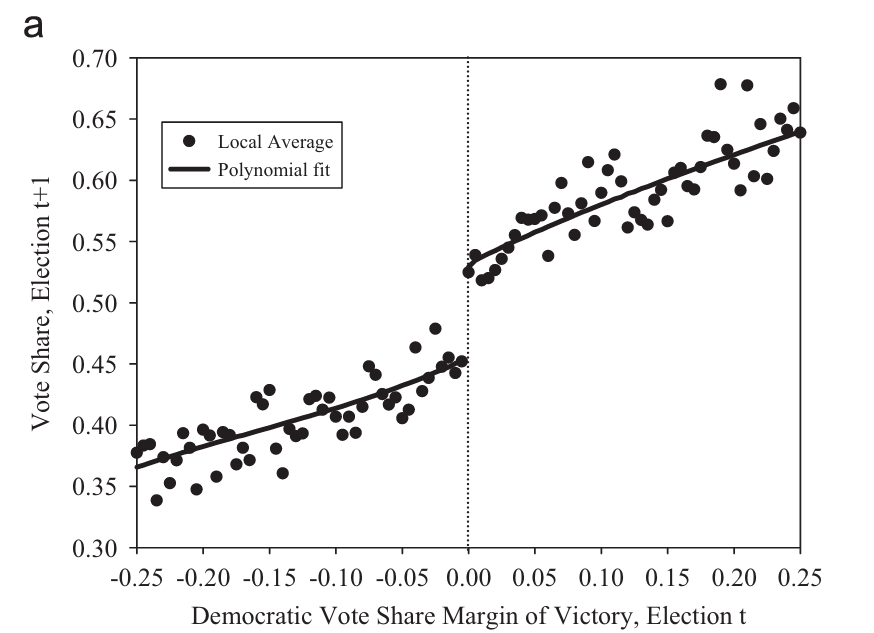 a
0.70
0.65
0.60
0.55
0.50
0.45
0.40
0.35
0.30
Vote Share, Election t+1
Local Average
Polynomial fit
-0.25 -0.20 -0.15 -0.10 -0.05 0.00 0.05 0.10 0.15 0.20 0.25
Democratic Vote Share Margin of Victory, Election t